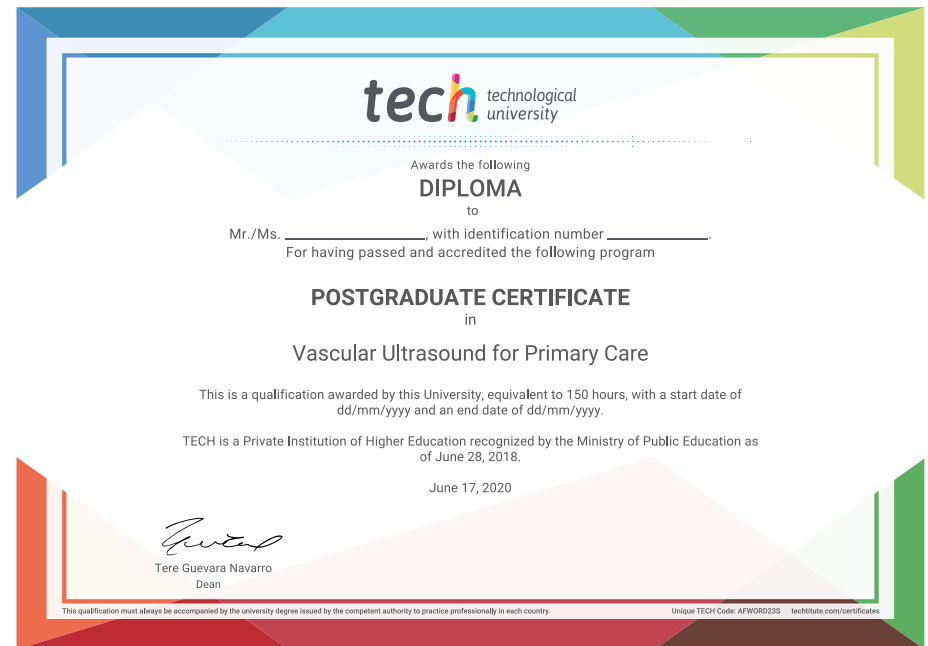 tech technological
university
Awards the following
DIPLOMA
to
Mr./Ms. ____________________, with identification number ______________.
For having passed and accredited the following program
POSTGRADUATE CERTIFICATE
in
Vascular Ultrasound for Primary Care
This is a qualification awarded by this University, equivalent to 150 hours, with a start date of
dd/mm/yyyy and an end date of dd/mm/yyyy.
TECH is a Private Institution of Higher Education recognized by the Ministry of Public Education as
of June 28, 2018.
June 17, 2020
Tere Guevara Navarro
Dean
This qualification must always be accompanied by the university degree issued by the competent authority to practice professionally in each country.
Unique TECH Code: AFWORD23S techtitute.com/certificates